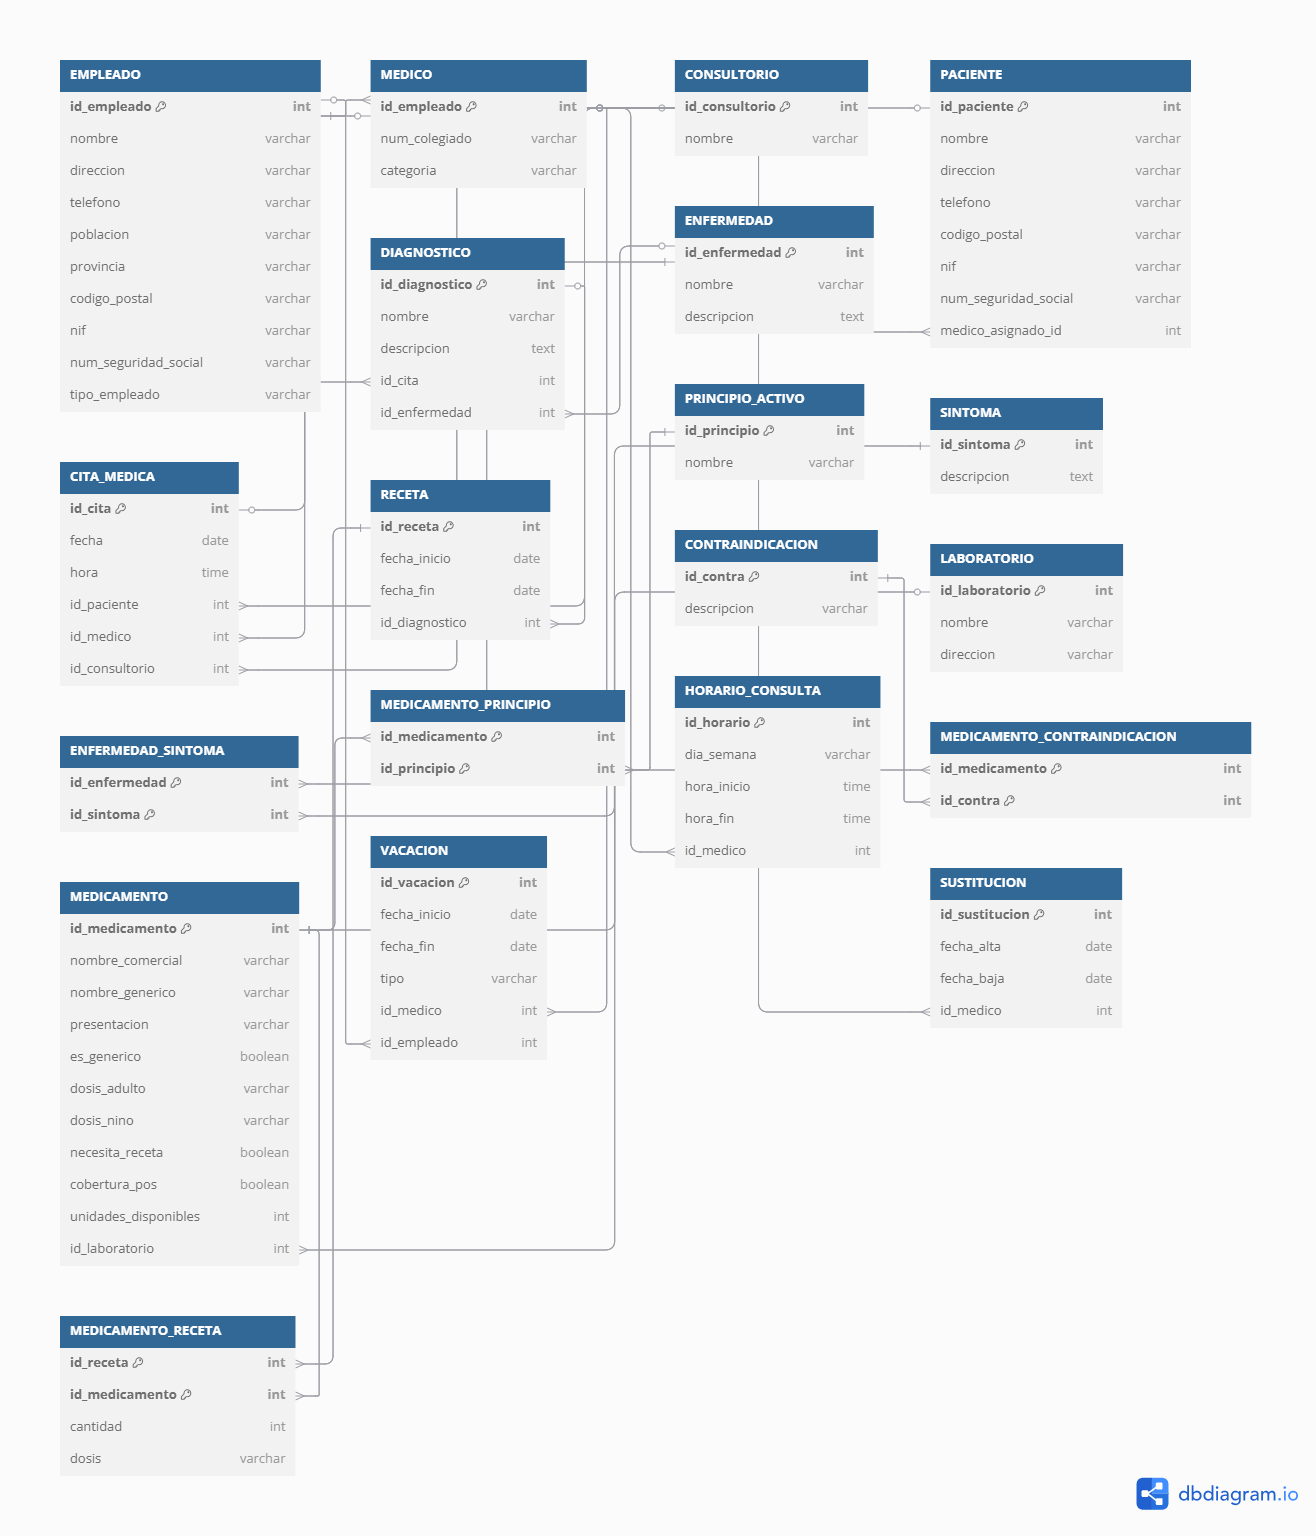 EMPLEADO
id_empleado int
nombre varchar
direccion varchar
telefono varchar
poblacion varchar
provincia varchar
codigo_postal varchar
nif varchar
num_seguridad_social varchar
tipo_empleado varchar
MEDICO
id_empleado int
num_colegiado varchar
categoria varchar
CONSULTORIO
id_consultorio int
nombre varchar
PACIENTE
id_paciente int
nombre varchar
direccion varchar
telefono varchar
codigo_postal varchar
nif varchar
num_seguridad_social varchar
medico_asignado_id int
DIAGNOSTICO
id_diagnostico int
nombre varchar
descripcion text
id_cita int
id_enfermedad int
ENFERMEDAD
id_enfermedad int
nombre varchar
descripcion text
PRINCIPIO_ACTIVO
id_principio int
nombre varchar
SINTOMA
id_sintoma int
descripcion text
CITA_MEDICA
id_cita int
fecha date
hora time
id_paciente int
id_medico int
id_consultorio int
RECETA
id_receta int
fecha_inicio date
fecha_fin date
id_diagnostico int
CONTRAINDICACION
id_contra int
descripcion varchar
LABORATORIO
id_laboratorio int
nombre varchar
direccion varchar
MEDICAMENTO_PRINCIPIO
id_medicamento int
id_principio int
HORARIO_CONSULTA
id_horario int
dia_semana varchar
hora_inicio time
hora_fin time
id_medico int
MEDICAMENTO_CONTRAINDICACION
id_medicamento int
id_contra int
ENFERMEDAD_SINTOMA
id_enfermedad int
id_sintoma int
VACACION
id_vacacion int
fecha_inicio date
fecha_fin date
tipo varchar
id_medico int
id_empleado int
SUSTITUCION
id_sustitucion int
fecha_alta date
fecha_baja date
id_medico int
MEDICAMENTO
id_medicamento int
nombre_comercial varchar
nombre_generico varchar
presentacion varchar
es_generico boolean
dosis_adulto varchar
dosis_nino varchar
necesita_receta boolean
cobertura_pos boolean
unidades_disponibles int
id_laboratorio int
MEDICAMENTO_RECETA
id_receta int
id_medicamento int
cantidad int
dosis varchar
dbdiagram.io